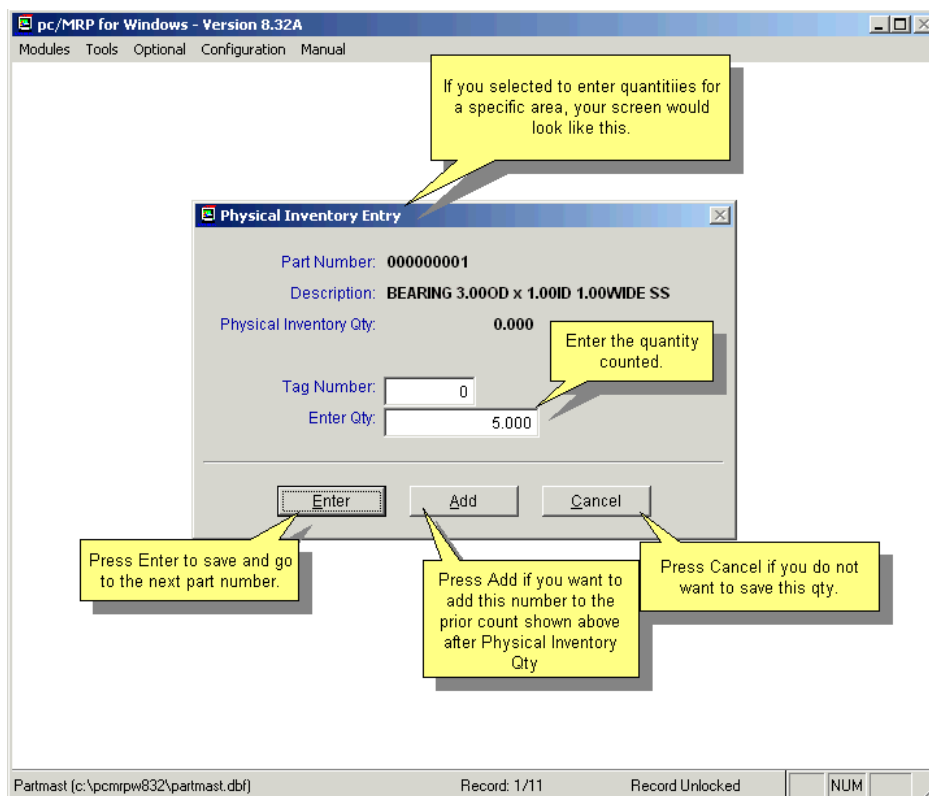 pc/MRP for Windows - Version 8.32A
Modules Tools Optional Configuration Manual
If you selected to enter quantitiies for
a specific area, your screen would
look like this.
Physical Inventory Entry
Part Number: 000000001
Description: BEARING 3.00OD x 1.00ID 1.00WIDE SS
Physical Inventory Qty: 0.000
Enter the quantity
counted.
Tag Number: 0
Enter Qty: 5.000
Enter Add Cancel
Press Enter to save and go
to the next part number.
Press Add if you want to
add this number to the
prior count shown above
after Physical Inventory
Qty
Press Cancel if you do not
want to save this qty.
Partmast (c:\pcmrpw832\partmast.dbf) Record: 1/11 Record Unlocked NUM